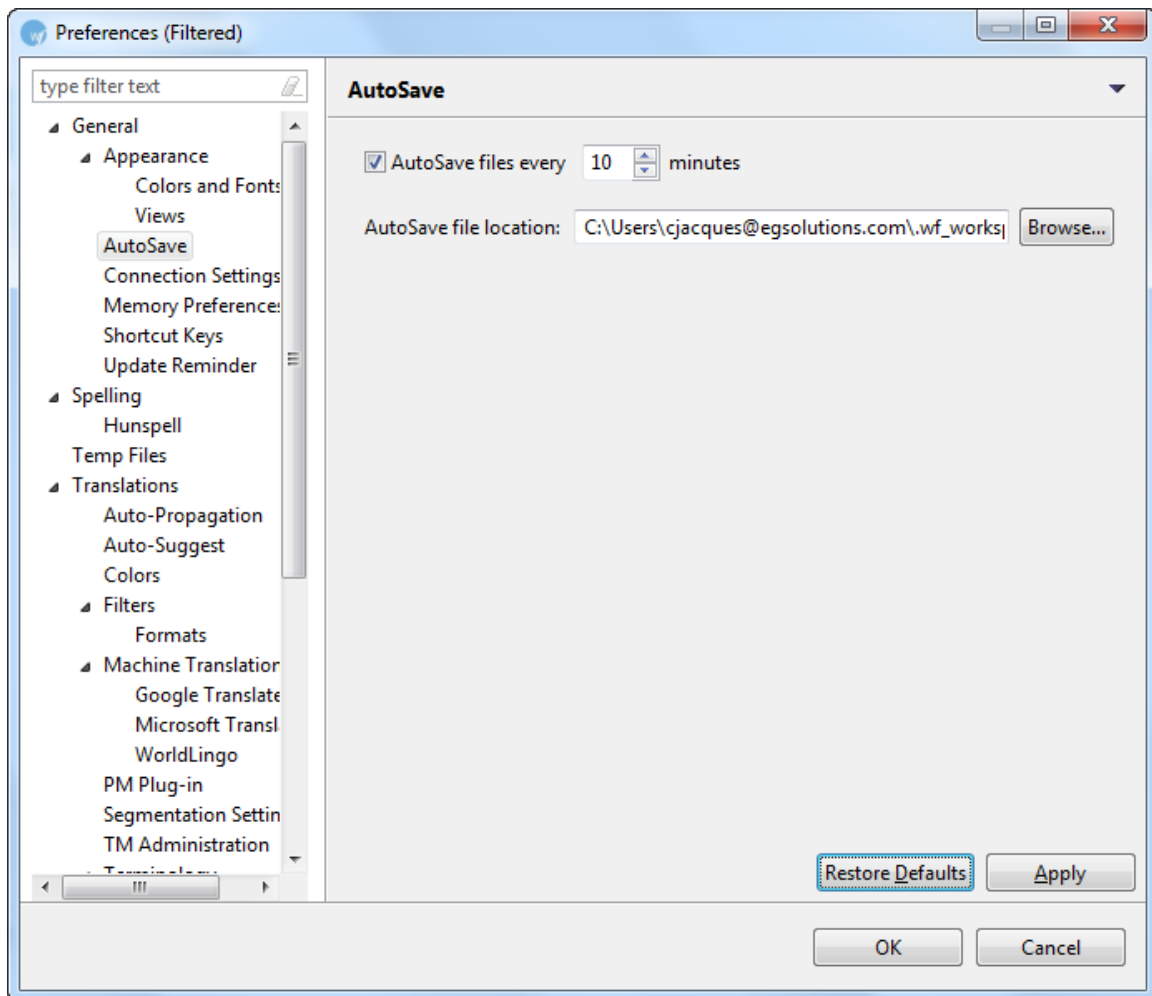 Preferences (Filtered)
type filter text
General
Appearance
Colors and Fonts
Views
AutoSave
Connection Settings
Memory Preferences
Shortcut Keys
Update Reminder
Spelling
Hunspell
Temp Files
Translations
Auto-Propagation
Auto-Suggest
Colors
Filters
Formats
Machine Translation
Google Translate
Microsoft Transl
WorldLingo
PM Plug-in
Segmentation Settin
TM Administration
Terminology
AutoSave
AutoSave files every 10 minutes
AutoSave file location: C:\Users\cjacques@egsolutions.com\.wf_worksp Browse...
Restore Defaults Apply
OK Cancel